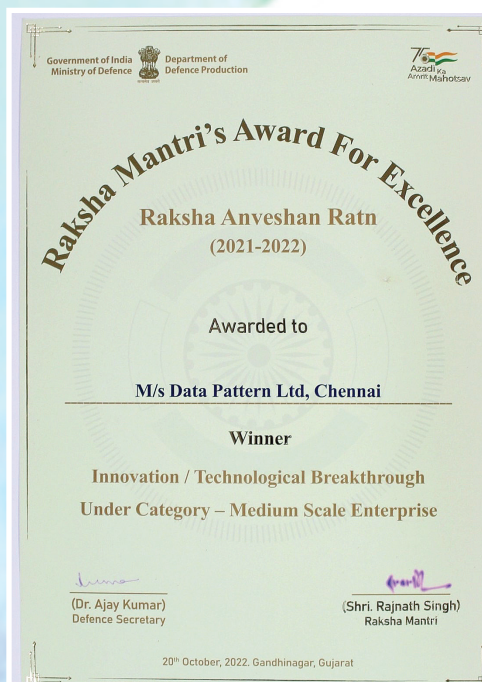 Government of India
Ministry of Defence
Department of
Defence Production
75
Azadi Ka
Amrit Mahotsav
Raksha Mantri's Award For Excellence
Raksha Anveshan Ratn
(2021-2022)
Awarded to
M/s Data Pattern Ltd, Chennai
Winner
Innovation / Technological Breakthrough
Under Category – Medium Scale Enterprise
(Dr. Ajay Kumar)
Defence Secretary
(Shri. Rajnath Singh)
Raksha Mantri
20th October, 2022. Gandhinagar, Gujarat